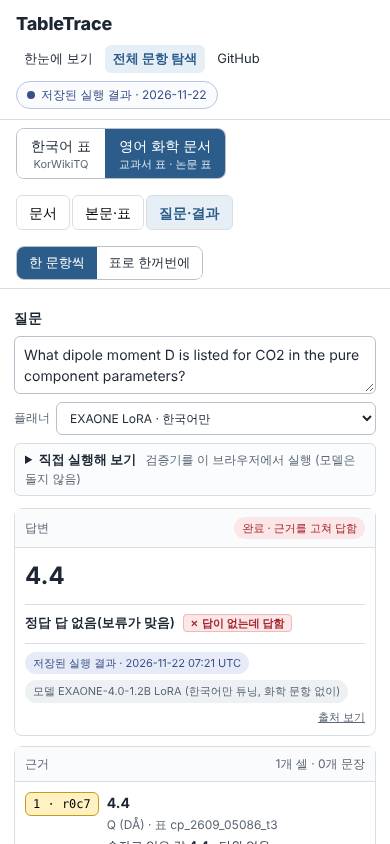 TableTrace
한눈에 보기 전체 문항 탐색 GitHub
저장된 실행 결과 · 2026-11-22
한국어 표 영어 화학 문서
KorWikiTQ 교과서 표 · 논문 표
문서 본문·표 질문·결과
한 문항씩 표로 한꺼번에
질문
What dipole moment D is listed for CO2 in the pure
component parameters?
플래너 EXAONE LoRA · 한국어만
▶ 직접 실행해 보기 검증기를 이 브라우저에서 실행 (모델은
돌지 않음)
답변 완료 · 근거를 고쳐 답함
4.4
정답 답 없음(보류가 맞음) × 답이 없는데 답함
저장된 실행 결과 · 2026-11-22 07:21 UTC
모델 EXAONE-4.0-1.2B LoRA (한국어만 튜닝, 화학 문항 없이)
출처 보기
근거 1개 셀 · 0개 문장
1 · r0c7 4.4
Q (DÅ) · 표 cp_2609_05086_t3